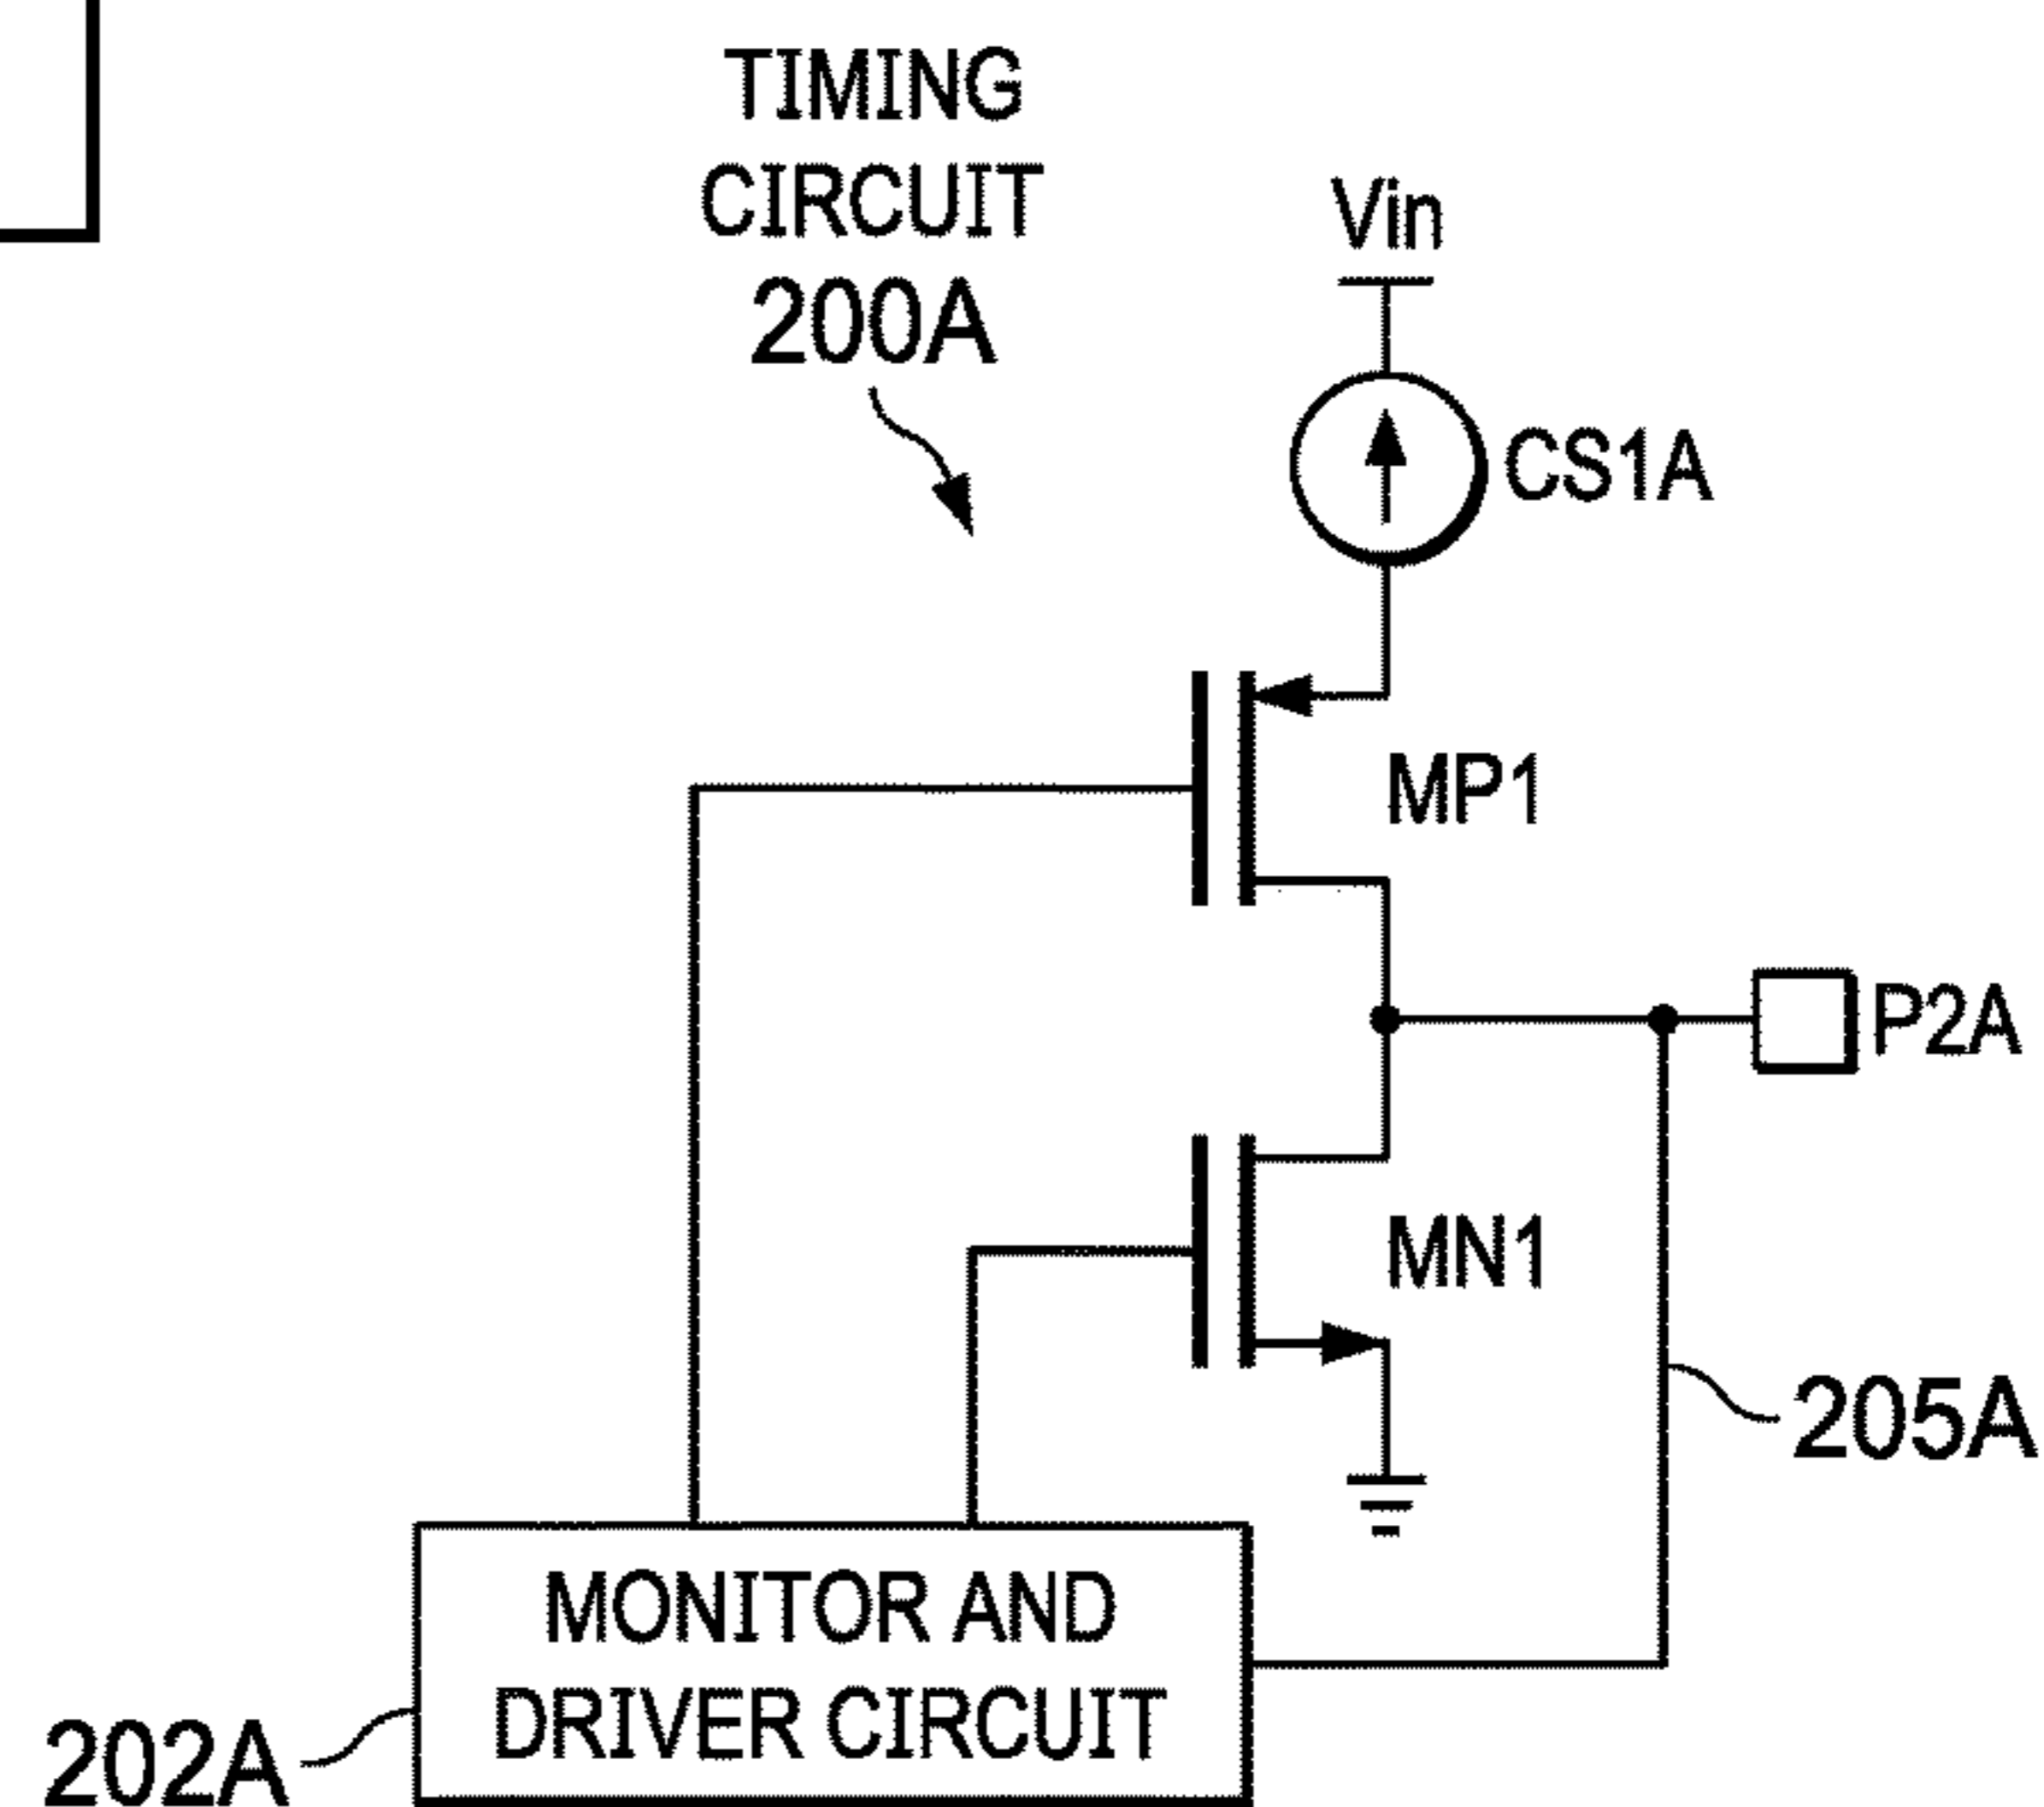 TIMING
CIRCUIT
200A
Vin
CS1A
MP1
P2A
MN1
205A
MONITOR AND
DRIVER CIRCUIT
202A